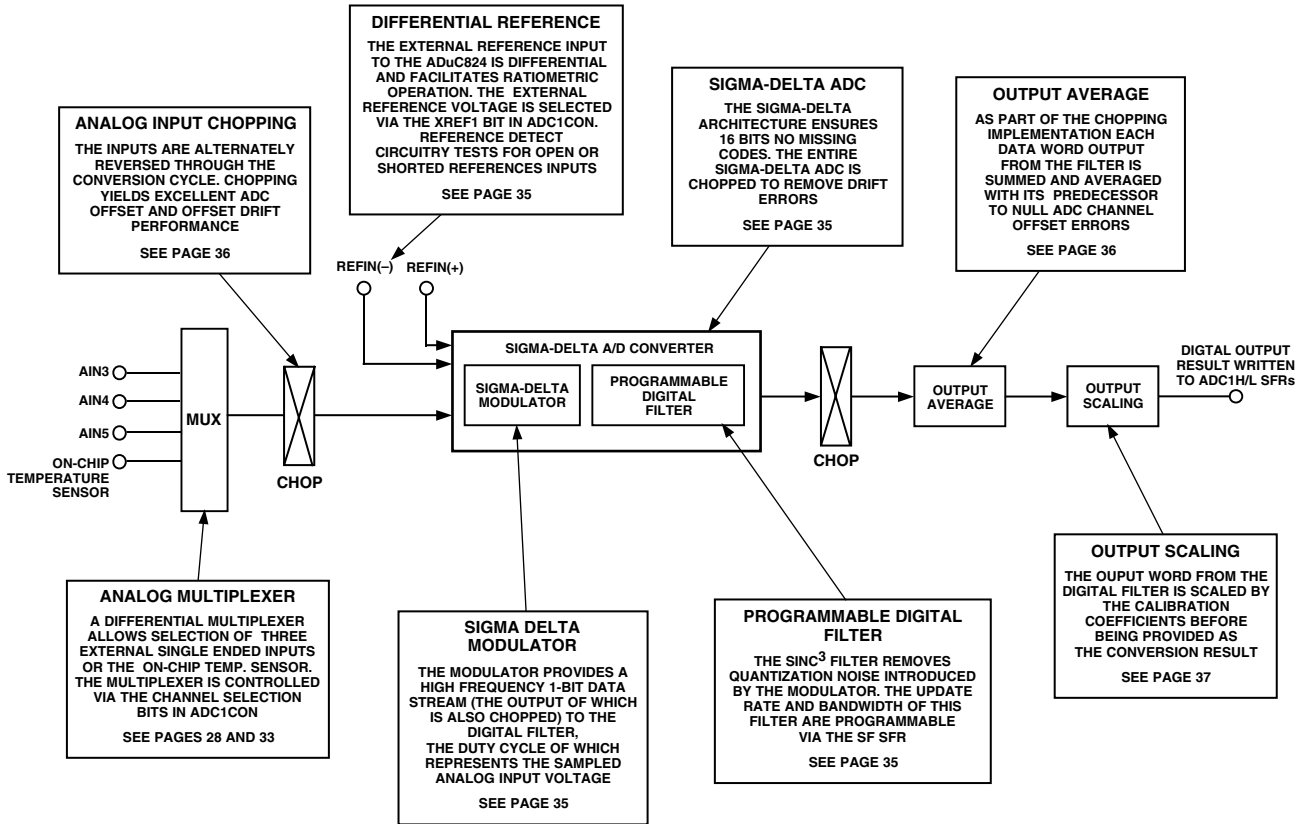 DIFFERENTIAL REFERENCE
THE EXTERNAL REFERENCE INPUT
TO THE ADuC824 IS DIFFERENTIAL
AND FACILITATES RATIOMETRIC
OPERATION. THE EXTERNAL
REFERENCE VOLTAGE IS SELECTED
VIA THE XREF1 BIT IN ADC1CON.
REFERENCE DETECT
CIRCUITRY TESTS FOR OPEN OR
SHORTED REFERENCES INPUTS
SEE PAGE 35
SIGMA-DELTA ADC
THE SIGMA-DELTA
ARCHITECTURE ENSURES
16 BITS NO MISSING
CODES. THE ENTIRE
SIGMA-DELTA ADC IS
CHOPPED TO REMOVE DRIFT
ERRORS
SEE PAGE 35
OUTPUT AVERAGE
AS PART OF THE CHOPPING
IMPLEMENTATION EACH
DATA WORD OUTPUT
FROM THE FILTER IS
SUMMED AND AVERAGED
WITH ITS PREDECESSOR
TO NULL ADC CHANNEL
OFFSET ERRORS
SEE PAGE 36
ANALOG INPUT CHOPPING
THE INPUTS ARE ALTERNATELY
REVERSED THROUGH THE
CONVERSION CYCLE. CHOPPING
YIELDS EXCELLENT ADC
OFFSET AND OFFSET DRIFT
PERFORMANCE
SEE PAGE 36
REFIN(–) REFIN(+)
AIN3
AIN4
AIN5
ON-CHIP
TEMPERATURE
SENSOR
MUX
CHOP
SIGMA-DELTA A/D CONVERTER
SIGMA-DELTA
MODULATOR
PROGRAMMABLE
DIGITAL
FILTER
CHOP
OUTPUT
AVERAGE
OUTPUT
SCALING
DIGTAL OUTPUT
RESULT WRITTEN
TO ADC1H/L SFRs
ANALOG MULTIPLEXER
A DIFFERENTIAL MULTIPLEXER
ALLOWS SELECTION OF THREE
EXTERNAL SINGLE ENDED INPUTS
OR THE ON-CHIP TEMP. SENSOR.
THE MULTIPLEXER IS CONTROLLED
VIA THE CHANNEL SELECTION
BITS IN ADC1CON
SEE PAGES 28 AND 33
SIGMA DELTA
MODULATOR
THE MODULATOR PROVIDES A
HIGH FREQUENCY 1-BIT DATA
STREAM (THE OUTPUT OF WHICH
IS ALSO CHOPPED) TO THE
DIGITAL FILTER,
THE DUTY CYCLE OF WHICH
REPRESENTS THE SAMPLED
ANALOG INPUT VOLTAGE
SEE PAGE 35
PROGRAMMABLE DIGITAL
FILTER
THE SINC³ FILTER REMOVES
QUANTIZATION NOISE INTRODUCED
BY THE MODULATOR. THE UPDATE
RATE AND BANDWIDTH OF THIS
FILTER ARE PROGRAMMABLE
VIA THE SF SFR
SEE PAGE 35
OUTPUT SCALING
THE OUPUT WORD FROM THE
DIGITAL FILTER IS SCALED BY
THE CALIBRATION
COEFFICIENTS BEFORE
BEING PROVIDED AS
THE CONVERSION RESULT
SEE PAGE 37